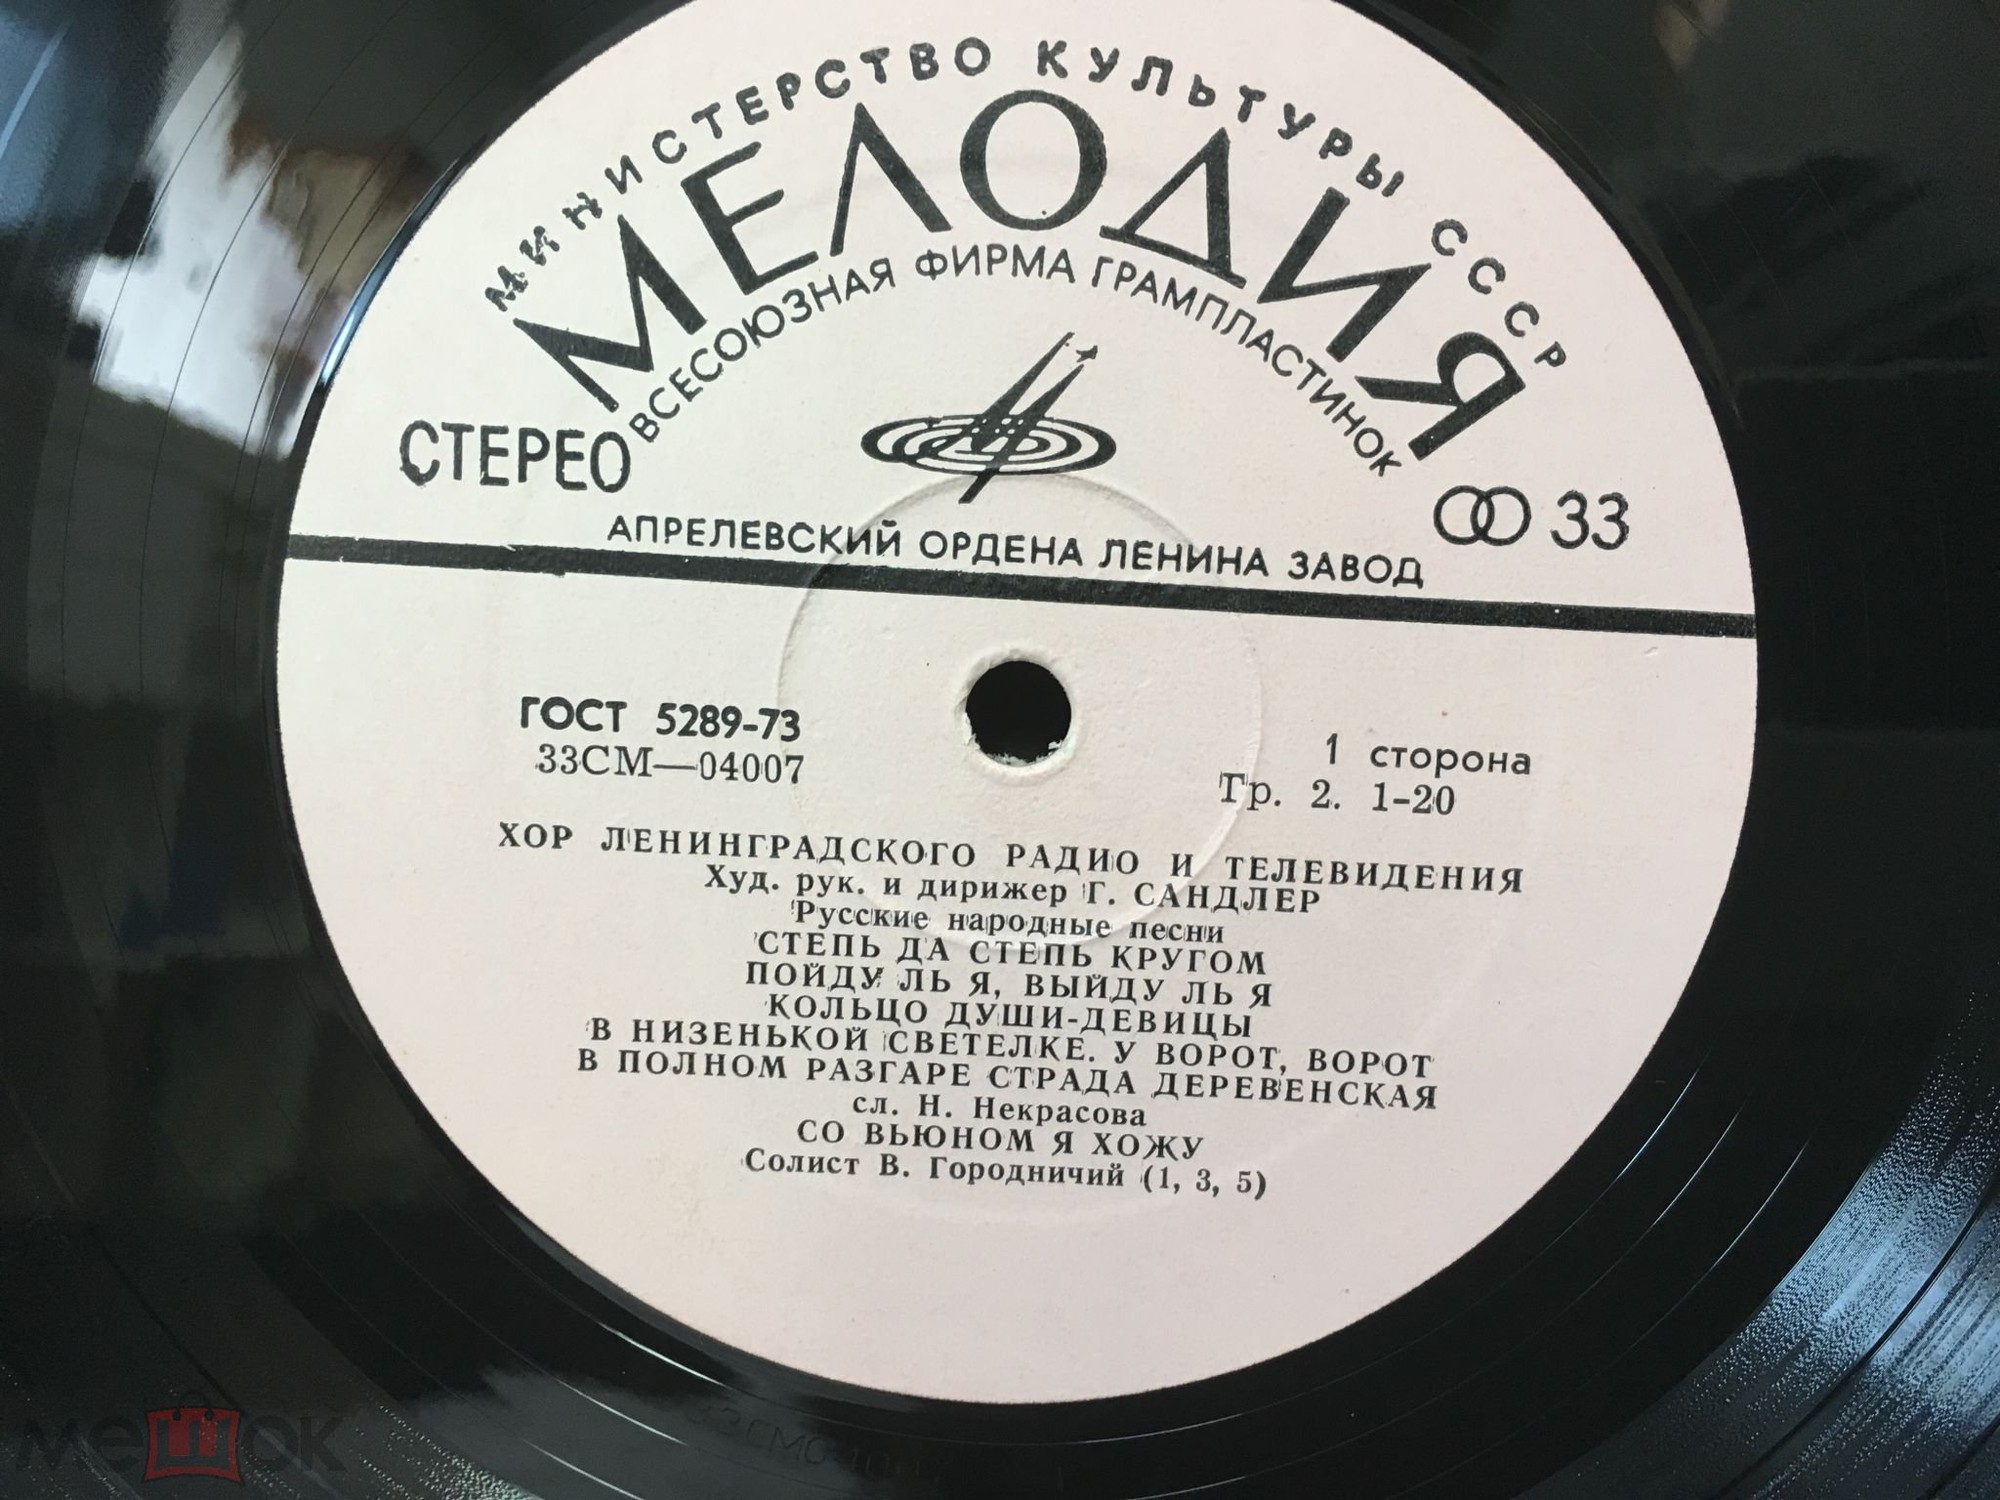 МИНИСТЕРСТВО КУЛЬТУРЫ СССР
МЕЛОДИЯ
ВСЕСОЮЗНАЯ ФИРМА ГРАМПЛАСТИНОК
СТЕРЕО
33
АПРЕЛЕВСКИЙ ОРДЕНА ЛЕНИНА ЗАВОД
ГОСТ 5289-73
33СМ—04007
1 сторона
Гр. 2. 1-20
ХОР ЛЕНИНГРАДСКОГО РАДИО И ТЕЛЕВИДЕНИЯ
Худ. рук. и дирижер Г. САНДЛЕР
Русские народные песни
СТЕПЬ ДА СТЕПЬ КРУГОМ
ПОЙДУ ЛЬ Я, ВЫЙДУ ЛЬ Я
КОЛЬЦО ДУШИ-ДЕВИЦЫ
В НИЗЕНЬКОЙ СВЕТЕЛКЕ. У ВОРОТ, ВОРОТ
В ПОЛНОМ РАЗГАРЕ СТРАДА ДЕРЕВЕНСКАЯ
сл. Н. Некрасова
СО ВЬЮНОМ Я ХОЖУ
Солист В. Городничий (1, 3, 5)
мешок